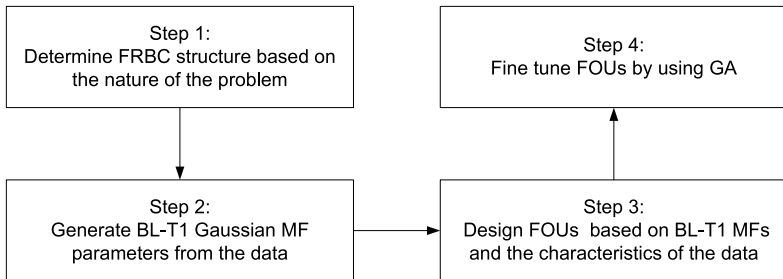 Step 1:
Determine FRBC structure based on
the nature of the problem
Step 2:
Generate BL-T1 Gaussian MF
parameters from the data
Step 3:
Design FOUs based on BL-T1 MFs
and the characteristics of the data
Step 4:
Fine tune FOUs by using GA